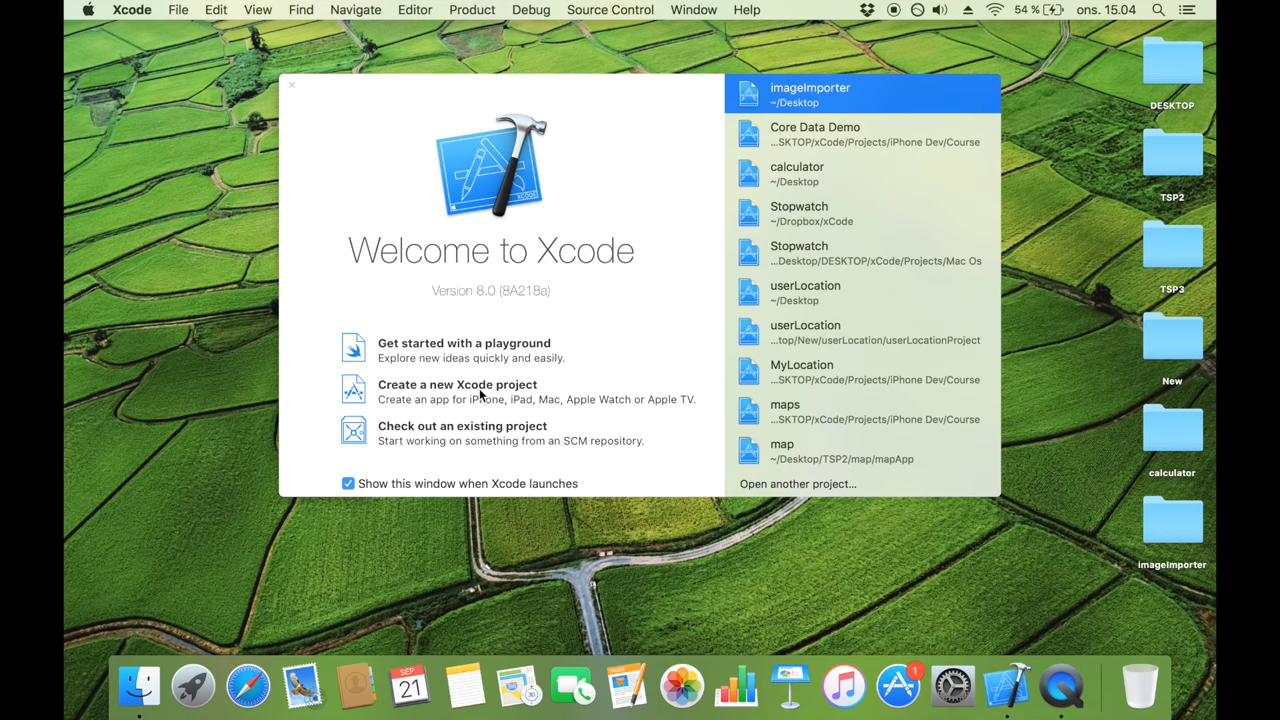 Xcode File Edit View Find Navigate Editor Product Debug Source Control Window Help 54 % ons. 15.04
Welcome to Xcode
Version 8.0 (8A218a)
Get started with a playground
Explore new ideas quickly and easily.
Create a new Xcode project
Create an app for iPhone, iPad, Mac, Apple Watch or Apple TV.
Check out an existing project
Start working on something from an SCM repository.
Show this window when Xcode launches
imageImporter
~/Desktop
Core Data Demo
...SKTOP/xCode/Projects/iPhone Dev/Course
calculator
~/Desktop
Stopwatch
~/Dropbox/xCode
Stopwatch
...Desktop/DESKTOP/xCode/Projects/Mac Os
userLocation
~/Desktop
userLocation
...top/New/userLocation/userLocationProject
MyLocation
...SKTOP/xCode/Projects/iPhone Dev/Course
maps
...SKTOP/xCode/Projects/iPhone Dev/Course
map
~/Desktop/TSP2/map/mapApp
Open another project...
DESKTOP
TSP2
TSP3
New
calculator
imageImporter
SEP
21
1